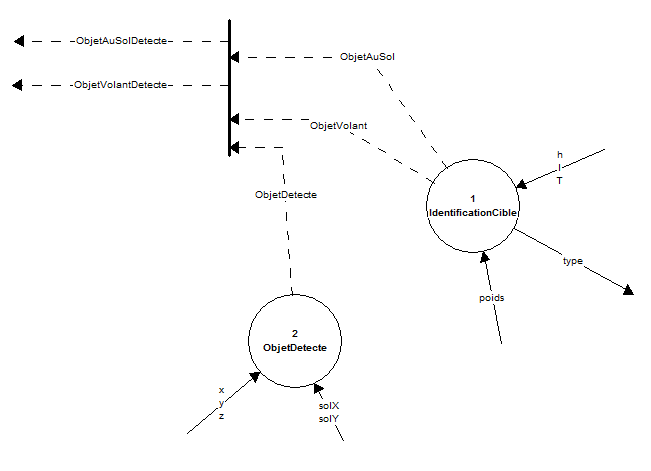 ObjetAuSolDetecte
ObjetAuSol
ObjetVolantDetecte
ObjetVolant
h
l
T
ObjetDetecte
1
IdentificationCible
type
poids
2
ObjetDetecte
x
y
z
solX
solY